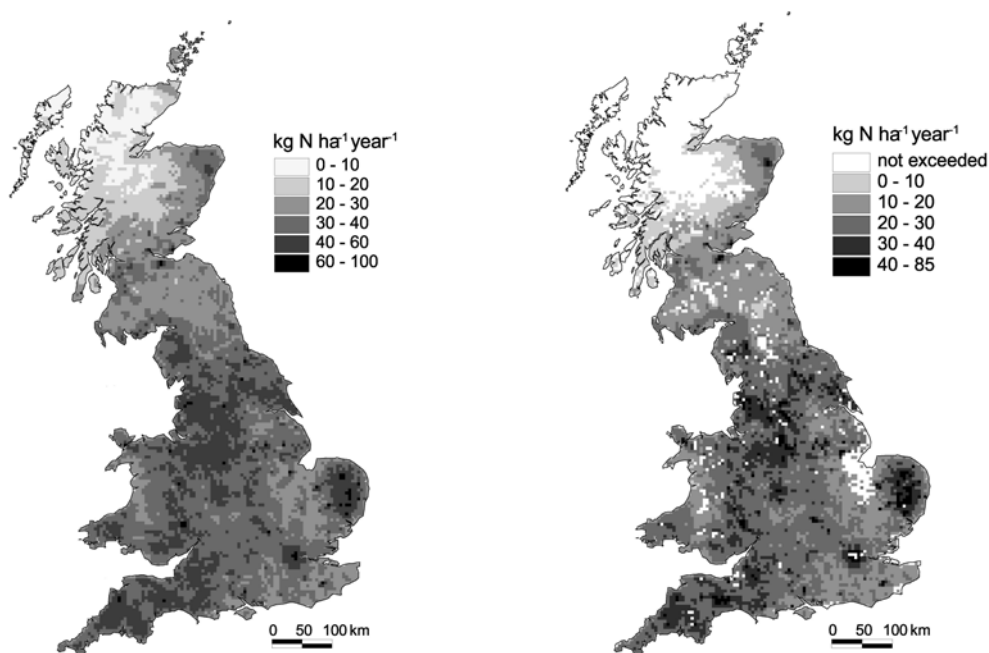 kg N ha⁻¹ year⁻¹
0 - 10
10 - 20
20 - 30
30 - 40
40 - 60
60 - 100
0 50 100 km
kg N ha⁻¹ year⁻¹
not exceeded
0 - 10
10 - 20
20 - 30
30 - 40
40 - 85
0 50 100 km